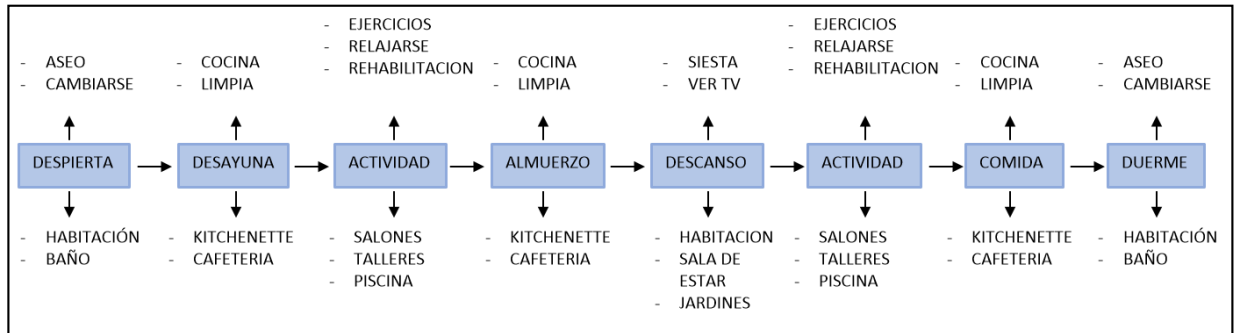 - ASEO
- CAMBIARSE
- COCINA
- LIMPIA
- EJERCICIOS
- RELAJARSE
- REHABILITACION
- COCINA
- LIMPIA
- SIESTA
- VER TV
- EJERCICIOS
- RELAJARSE
- REHABILITACION
- COCINA
- LIMPIA
- ASEO
- CAMBIARSE
DESPIERTA
DESAYUNA
ACTIVIDAD
ALMUERZO
DESCANSO
ACTIVIDAD
COMIDA
DUERME
- HABITACIÓN
- BAÑO
- KITCHENETTE
- CAFETERIA
- SALONES
- TALLERES
- PISCINA
- KITCHENETTE
- CAFETERIA
- HABITACION
- SALA DE
ESTAR
- JARDINES
- SALONES
- TALLERES
- PISCINA
- KITCHENETTE
- CAFETERIA
- HABITACIÓN
- BAÑO